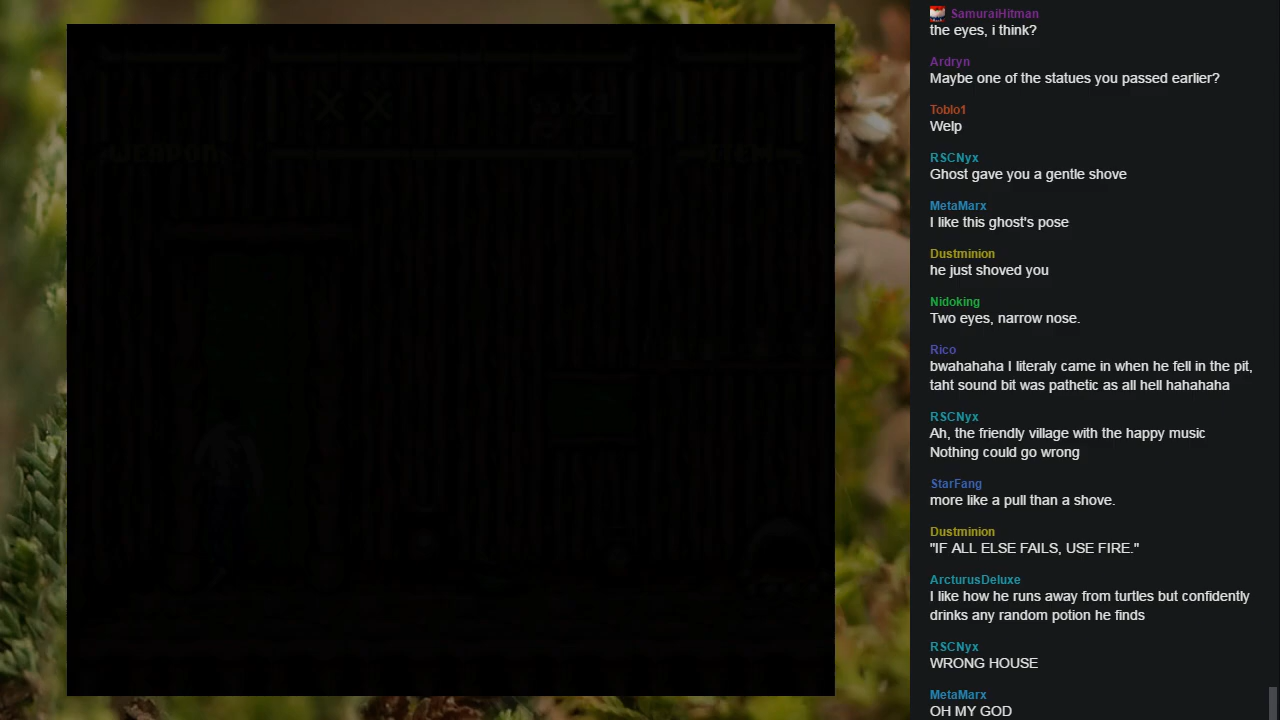 SamuraiHitman
the eyes, i think?
Ardryn
Maybe one of the statues you passed earlier?
Toblo1
Welp
RSCNyx
Ghost gave you a gentle shove
MetaMarx
I like this ghost's pose
Dustminion
he just shoved you
Nidoking
Two eyes, narrow nose.
Rico
bwahahaha I literaly came in when he fell in the pit,
taht sound bit was pathetic as all hell hahahaha
RSCNyx
Ah, the friendly village with the happy music
Nothing could go wrong
StarFang
more like a pull than a shove.
Dustminion
"IF ALL ELSE FAILS, USE FIRE."
ArcturusDeluxe
I like how he runs away from turtles but confidently
drinks any random potion he finds
RSCNyx
WRONG HOUSE
MetaMarx
OH MY GOD
WEAPON